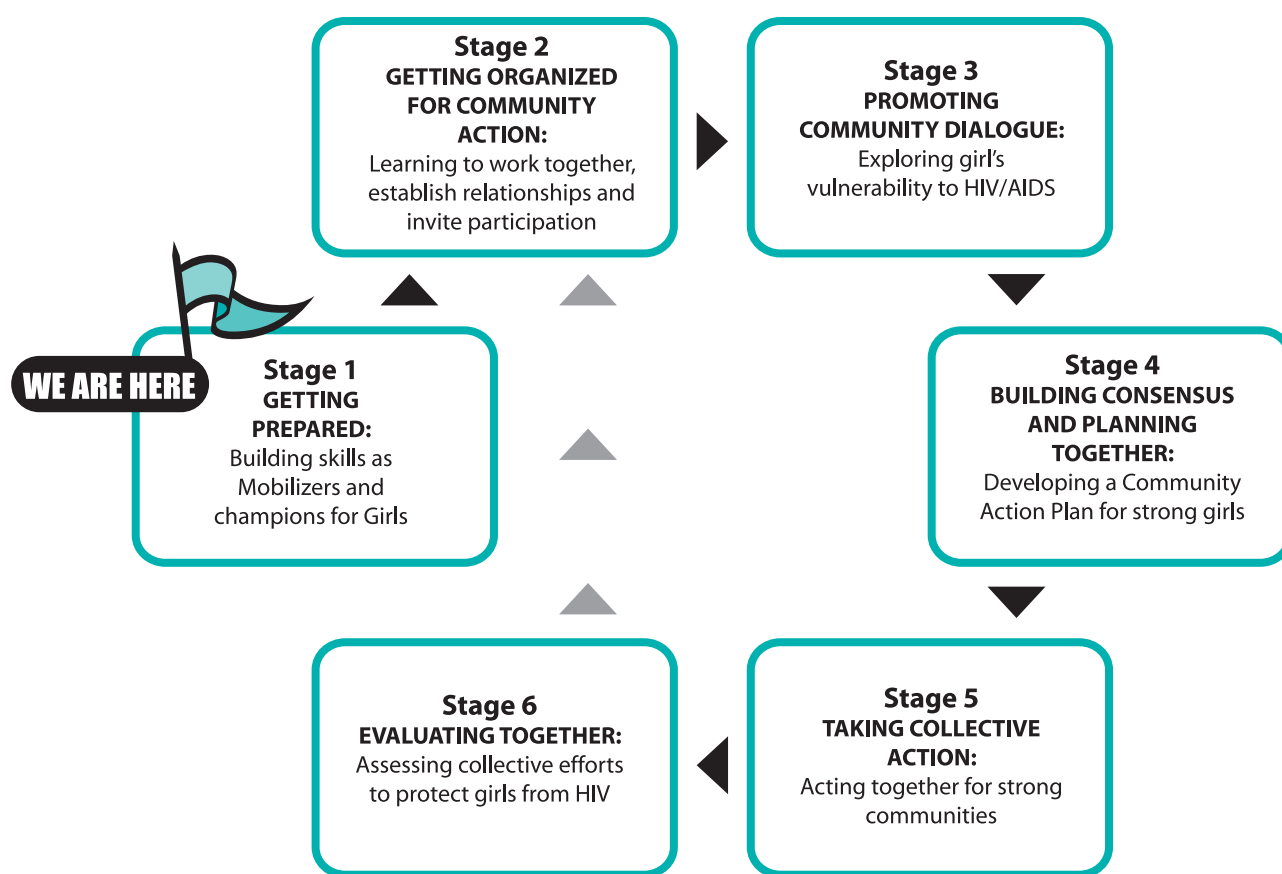 WE ARE HERE
Stage 1
GETTING
PREPARED:
Building skills as
Mobilizers and
champions for Girls
Stage 2
GETTING ORGANIZED
FOR COMMUNITY
ACTION:
Learning to work together,
establish relationships and
invite participation
Stage 3
PROMOTING
COMMUNITY DIALOGUE:
Exploring girl's
vulnerability to HIV/AIDS
Stage 4
BUILDING CONSENSUS
AND PLANNING
TOGETHER:
Developing a Community
Action Plan for strong girls
Stage 5
TAKING COLLECTIVE
ACTION:
Acting together for strong
communities
Stage 6
EVALUATING TOGETHER:
Assessing collective efforts
to protect girls from HIV